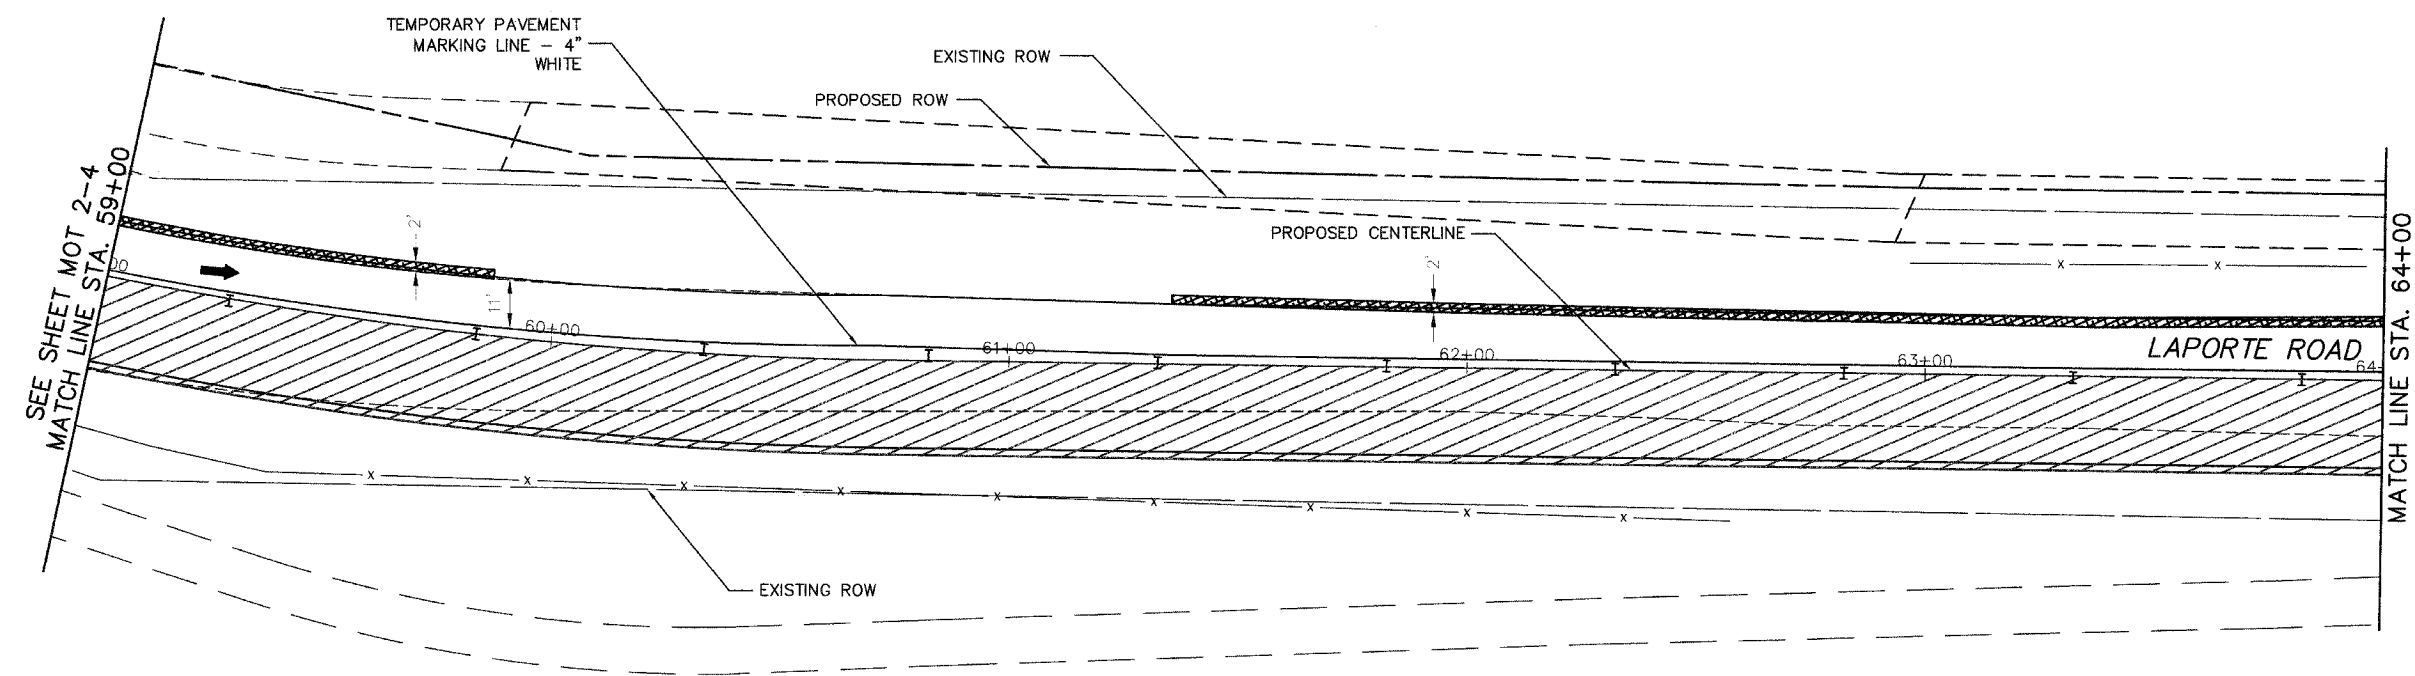 TEMPORARY PAVEMENT
MARKING LINE – 4"
WHITE
EXISTING ROW
PROPOSED ROW
SEE SHEET MOT 2-4
MATCH LINE STA. 59+00
2'
PROPOSED CENTERLINE
2'
11'
00
60+00
61+00
62+00
63+00
64
LAPORTE ROAD
MATCH LINE STA. 64+00
x x
x x x x x x x x x
EXISTING ROW